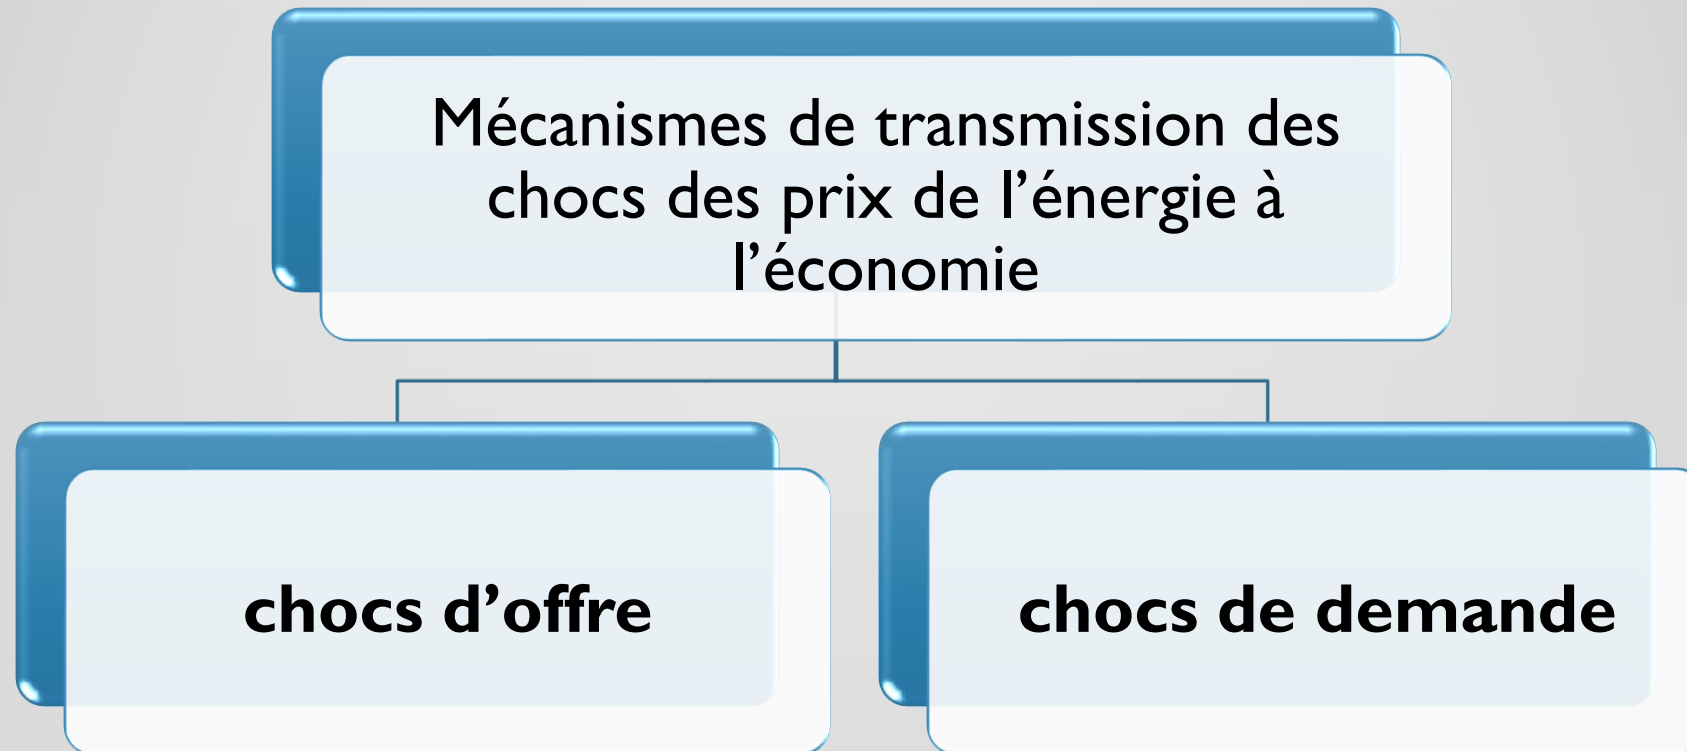 Mécanismes de transmission des
chocs des prix de l’énergie à
l’économie
chocs d’offre
chocs de demande